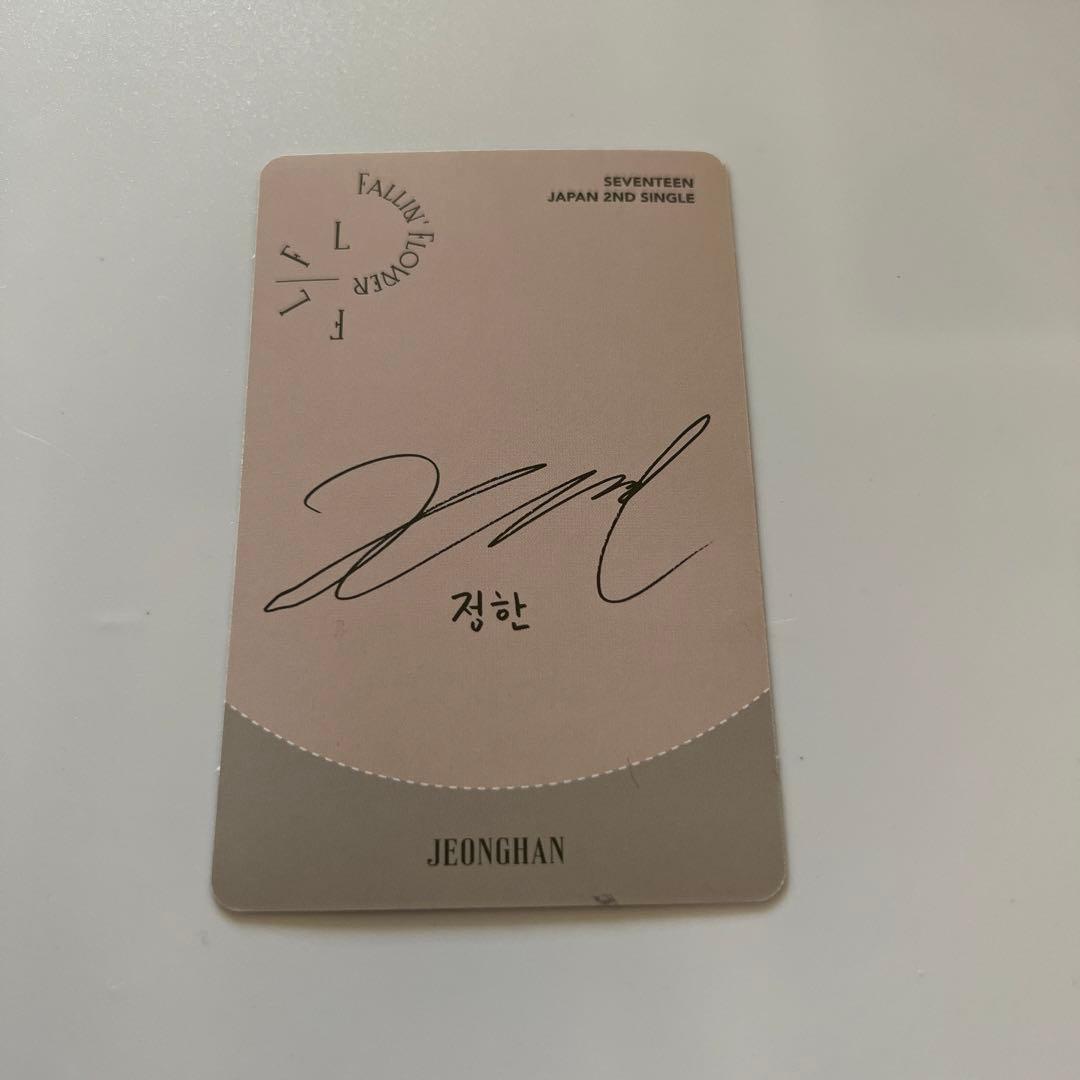 FALLIN' FLOWER
SEVENTEEN
JAPAN 2ND SINGLE
L
F
L
F
정한
JEONGHAN